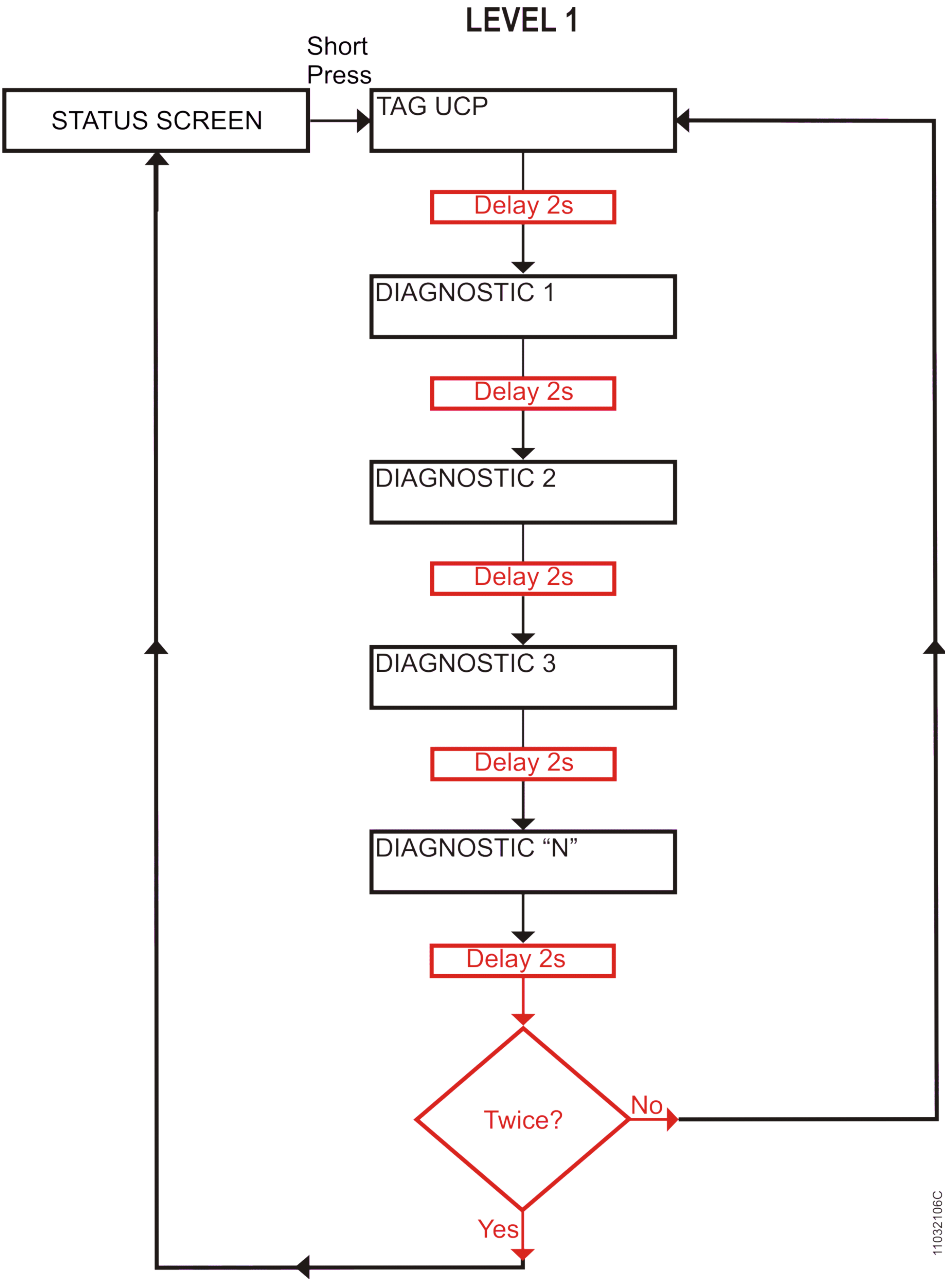 LEVEL 1
Short
Press
STATUS SCREEN
TAG UCP
Delay 2s
DIAGNOSTIC 1
Delay 2s
DIAGNOSTIC 2
Delay 2s
DIAGNOSTIC 3
Delay 2s
DIAGNOSTIC “N”
Delay 2s
Twice?
No
Yes
11032106C